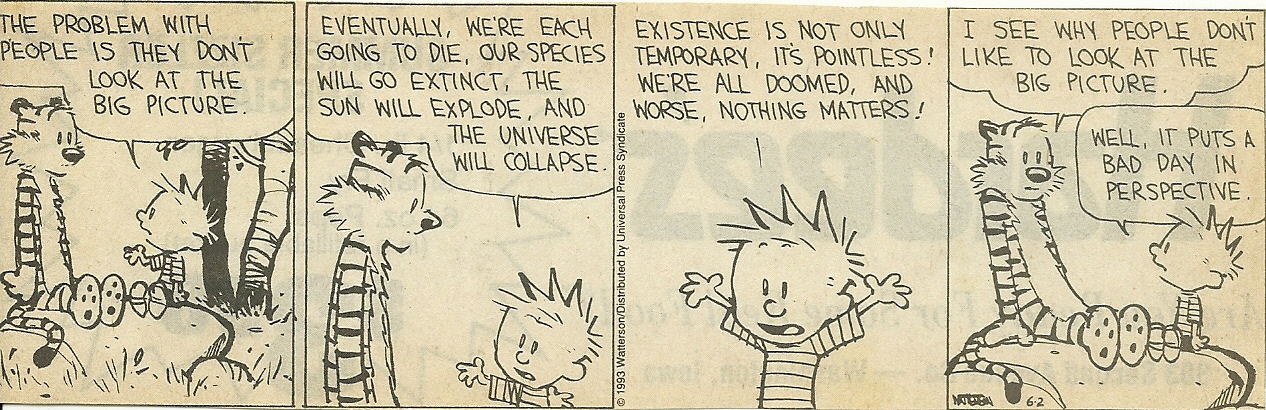 THE PROBLEM WITH
PEOPLE IS THEY DON'T
LOOK AT THE
BIG PICTURE.
EVENTUALLY, WE'RE EACH
GOING TO DIE, OUR SPECIES
WILL GO EXTINCT, THE
SUN WILL EXPLODE, AND
THE UNIVERSE
WILL COLLAPSE.
© 1993 Watterson/Distributed by Universal Press Syndicate
EXISTENCE IS NOT ONLY
TEMPORARY, IT'S POINTLESS!
WE'RE ALL DOOMED, AND
WORSE, NOTHING MATTERS!
I SEE WHY PEOPLE DON'T
LIKE TO LOOK AT THE
BIG PICTURE.
WELL, IT PUTS A
BAD DAY IN
PERSPECTIVE.
WATTERSON 6-2